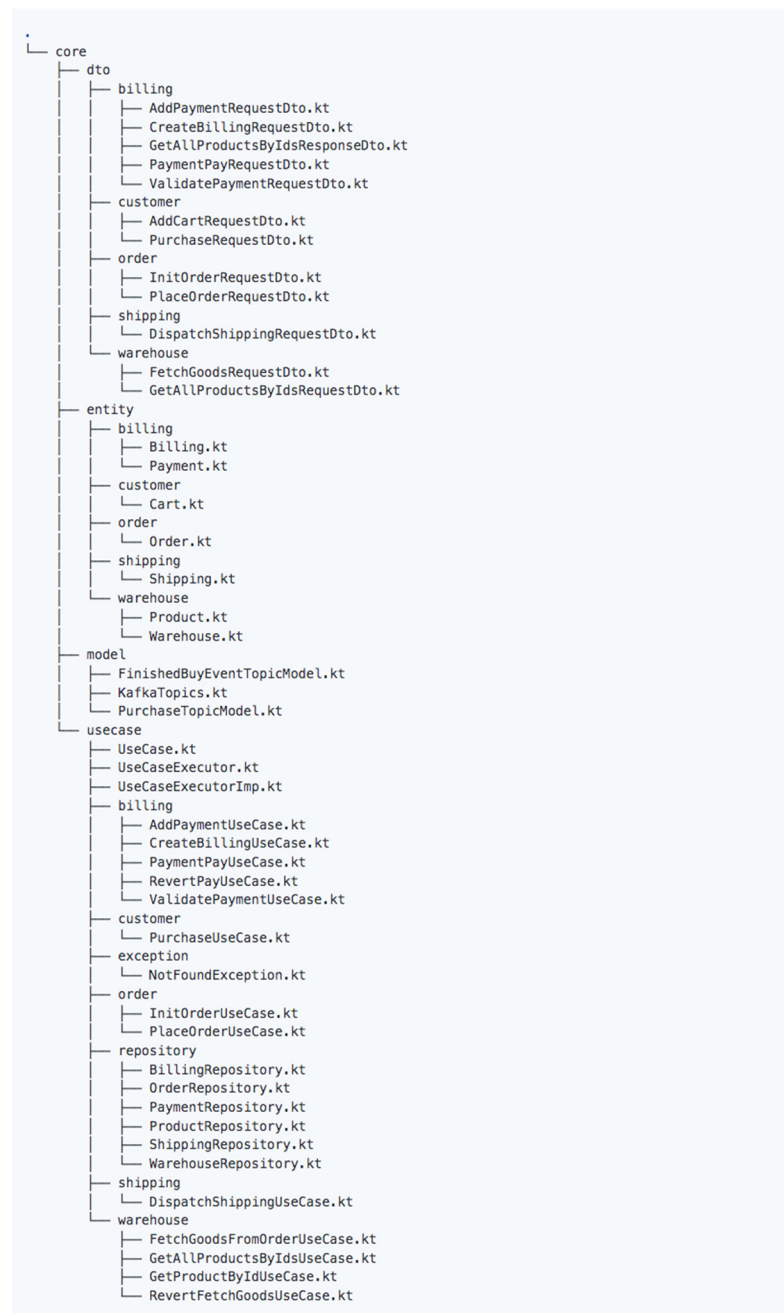 .
└── core
    ├── dto
    │   ├── billing
    │   │   ├── AddPaymentRequestDto.kt
    │   │   ├── CreateBillingRequestDto.kt
    │   │   ├── GetAllProductsByIdsResponseDto.kt
    │   │   ├── PaymentPayRequestDto.kt
    │   │   └── ValidatePaymentRequestDto.kt
    │   ├── customer
    │   │   ├── AddCartRequestDto.kt
    │   │   └── PurchaseRequestDto.kt
    │   ├── order
    │   │   ├── InitOrderRequestDto.kt
    │   │   └── PlaceOrderRequestDto.kt
    │   ├── shipping
    │   │   └── DispatchShippingRequestDto.kt
    │   └── warehouse
    │       ├── FetchGoodsRequestDto.kt
    │       └── GetAllProductsByIdsRequestDto.kt
    ├── entity
    │   ├── billing
    │   │   ├── Billing.kt
    │   │   └── Payment.kt
    │   ├── customer
    │   │   └── Cart.kt
    │   ├── order
    │   │   └── Order.kt
    │   ├── shipping
    │   │   └── Shipping.kt
    │   └── warehouse
    │       ├── Product.kt
    │       └── Warehouse.kt
    ├── model
    │   ├── FinishedBuyEventTopicModel.kt
    │   ├── KafkaTopics.kt
    │   └── PurchaseTopicModel.kt
    └── usecase
        ├── UseCase.kt
        ├── UseCaseExecutor.kt
        ├── UseCaseExecutorImp.kt
        ├── billing
        │   ├── AddPaymentUseCase.kt
        │   ├── CreateBillingUseCase.kt
        │   ├── PaymentPayUseCase.kt
        │   ├── RevertPayUseCase.kt
        │   └── ValidatePaymentUseCase.kt
        ├── customer
        │   └── PurchaseUseCase.kt
        ├── exception
        │   └── NotFoundException.kt
        ├── order
        │   ├── InitOrderUseCase.kt
        │   └── PlaceOrderUseCase.kt
        ├── repository
        │   ├── BillingRepository.kt
        │   ├── OrderRepository.kt
        │   ├── PaymentRepository.kt
        │   ├── ProductRepository.kt
        │   ├── ShippingRepository.kt
        │   └── WarehouseRepository.kt
        ├── shipping
        │   └── DispatchShippingUseCase.kt
        └── warehouse
            ├── FetchGoodsFromOrderUseCase.kt
            ├── GetAllProductsByIdsUseCase.kt
            ├── GetProductByIdUseCase.kt
            └── RevertFetchGoodsUseCase.kt